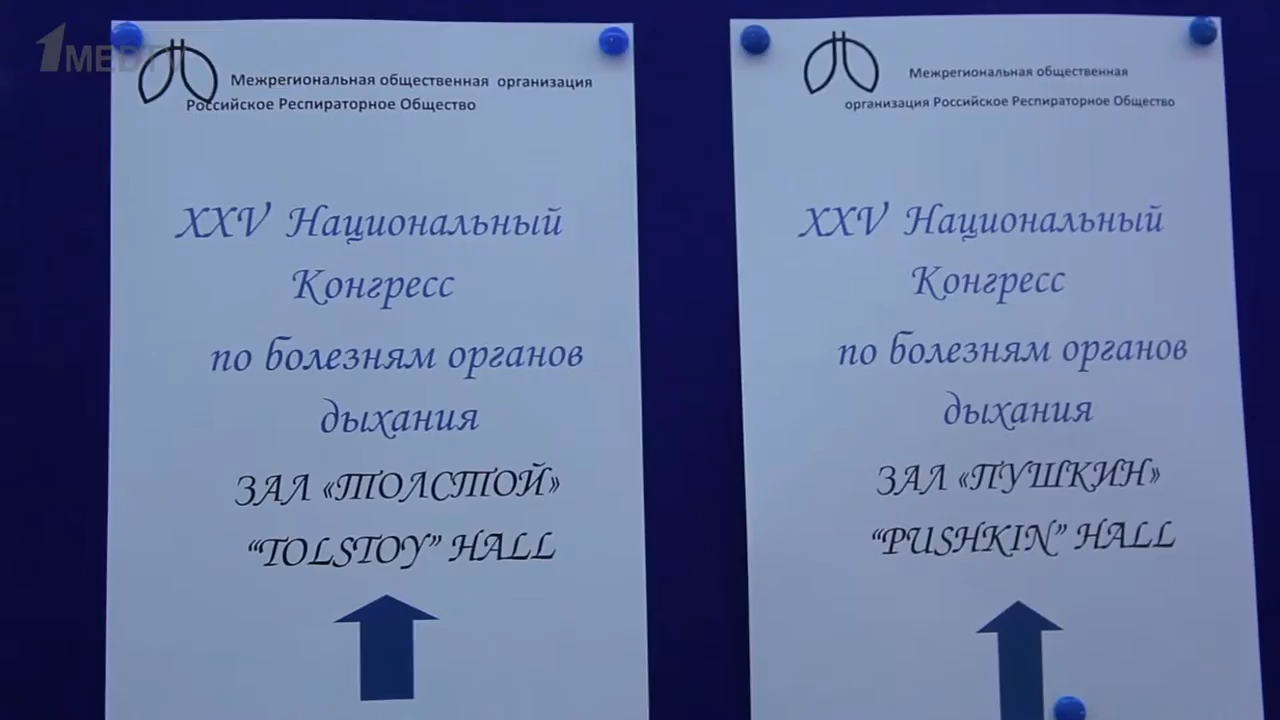 1МЕДTV
Межрегиональная общественная организация
Российское Респираторное Общество
XXV Национальный
Конгресс
по болезням органов
дыхания
ЗАЛ «ТОЛСТОЙ»
“TOLSTOY” HALL
Межрегиональная общественная
организация Российское Респираторное Общество
XXV Национальный
Конгресс
по болезням органов
дыхания
ЗАЛ «ПУШКИН»
“PUSHKIN” HALL